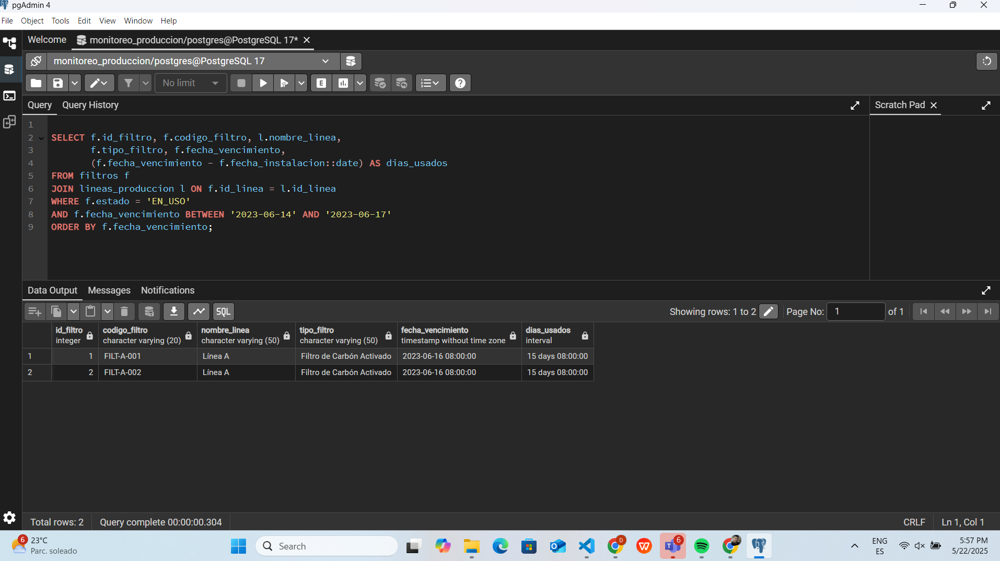 pgAdmin 4
File Object Tools Edit View Window Help
Welcome monitoreo_produccion/postgres@PostgreSQL 17*
monitoreo_produccion/postgres@PostgreSQL 17
No limit E
Query Query History Scratch Pad
1
2 SELECT f.id_filtro, f.codigo_filtro, l.nombre_linea,
3 f.tipo_filtro, f.fecha_vencimiento,
4 (f.fecha_vencimiento - f.fecha_instalacion::date) AS dias_usados
5 FROM filtros f
6 JOIN lineas_produccion l ON f.id_linea = l.id_linea
7 WHERE f.estado = 'EN_USO'
8 AND f.fecha_vencimiento BETWEEN '2023-06-14' AND '2023-06-17'
9 ORDER BY f.fecha_vencimiento;
Data Output Messages Notifications
SQL Showing rows: 1 to 2 Page No: 1 of 1
id_filtro codigo_filtro nombre_linea tipo_filtro fecha_vencimiento dias_usados
integer character varying (20) character varying (50) character varying (50) timestamp without time zone interval
1 1 FILT-A-001 Línea A Filtro de Carbón Activado 2023-06-16 08:00:00 15 days 08:00:00
2 2 FILT-A-002 Línea A Filtro de Carbón Activado 2023-06-16 08:00:00 15 days 08:00:00
Total rows: 2 Query complete 00:00:00.304 CRLF Ln 1, Col 1
6 23°C Search D 6 ENG 5:57 PM
Parc. soleado ES 5/22/2025